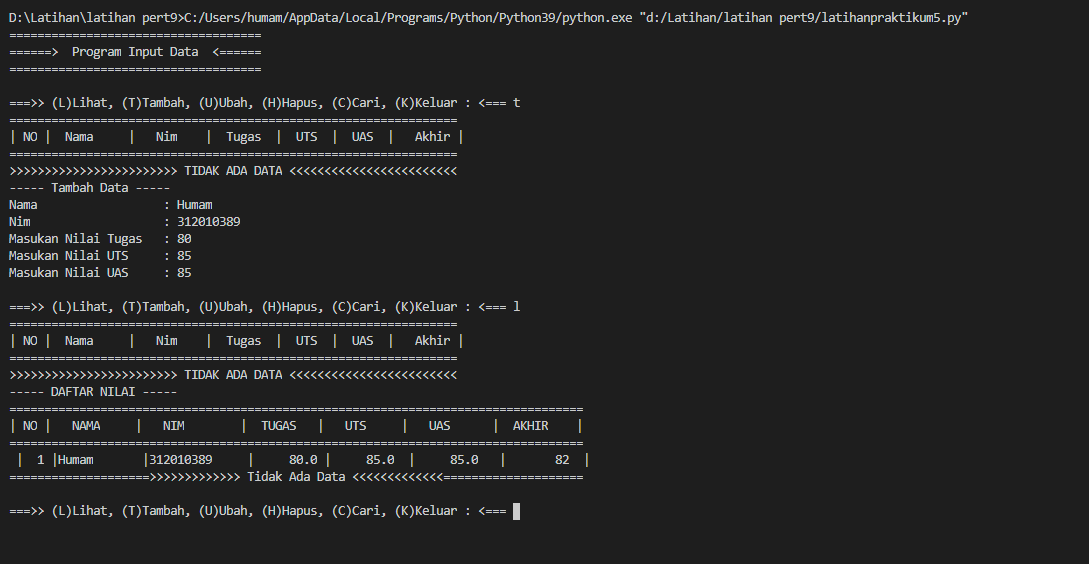 D:\Latihan\latihan pert9>C:/Users/humam/AppData/Local/Programs/Python/Python39/python.exe "d:/Latihan/latihan pert9/latihanpraktikum5.py"
====================================
======>  Program Input Data  <======
====================================
===>> (L)Lihat, (T)Tambah, (U)Ubah, (H)Hapus, (C)Cari, (K)Keluar : <=== t
================================================================
| NO |  Nama     |   Nim    |  Tugas  |  UTS  |  UAS  |   Akhir |
================================================================
>>>>>>>>>>>>>>>>>>>>>>>> TIDAK ADA DATA <<<<<<<<<<<<<<<<<<<<<<<<
----- Tambah Data -----
Nama                  : Humam
Nim                   : 312010389
Masukan Nilai Tugas   : 80
Masukan Nilai UTS     : 85
Masukan Nilai UAS     : 85
===>> (L)Lihat, (T)Tambah, (U)Ubah, (H)Hapus, (C)Cari, (K)Keluar : <=== l
================================================================
| NO |  Nama     |   Nim    |  Tugas  |  UTS  |  UAS  |   Akhir |
================================================================
>>>>>>>>>>>>>>>>>>>>>>>> TIDAK ADA DATA <<<<<<<<<<<<<<<<<<<<<<<<
----- DAFTAR NILAI -----
==================================================================================
| NO |   NAMA     |   NIM        |  TUGAS   |   UTS     |   UAS      |  AKHIR    |
==================================================================================
 |  1 |Humam       |312010389     |     80.0 |     85.0  |     85.0   |       82  |
====================>>>>>>>>>>>>> Tidak Ada Data <<<<<<<<<<<<<====================
===>> (L)Lihat, (T)Tambah, (U)Ubah, (H)Hapus, (C)Cari, (K)Keluar : <===